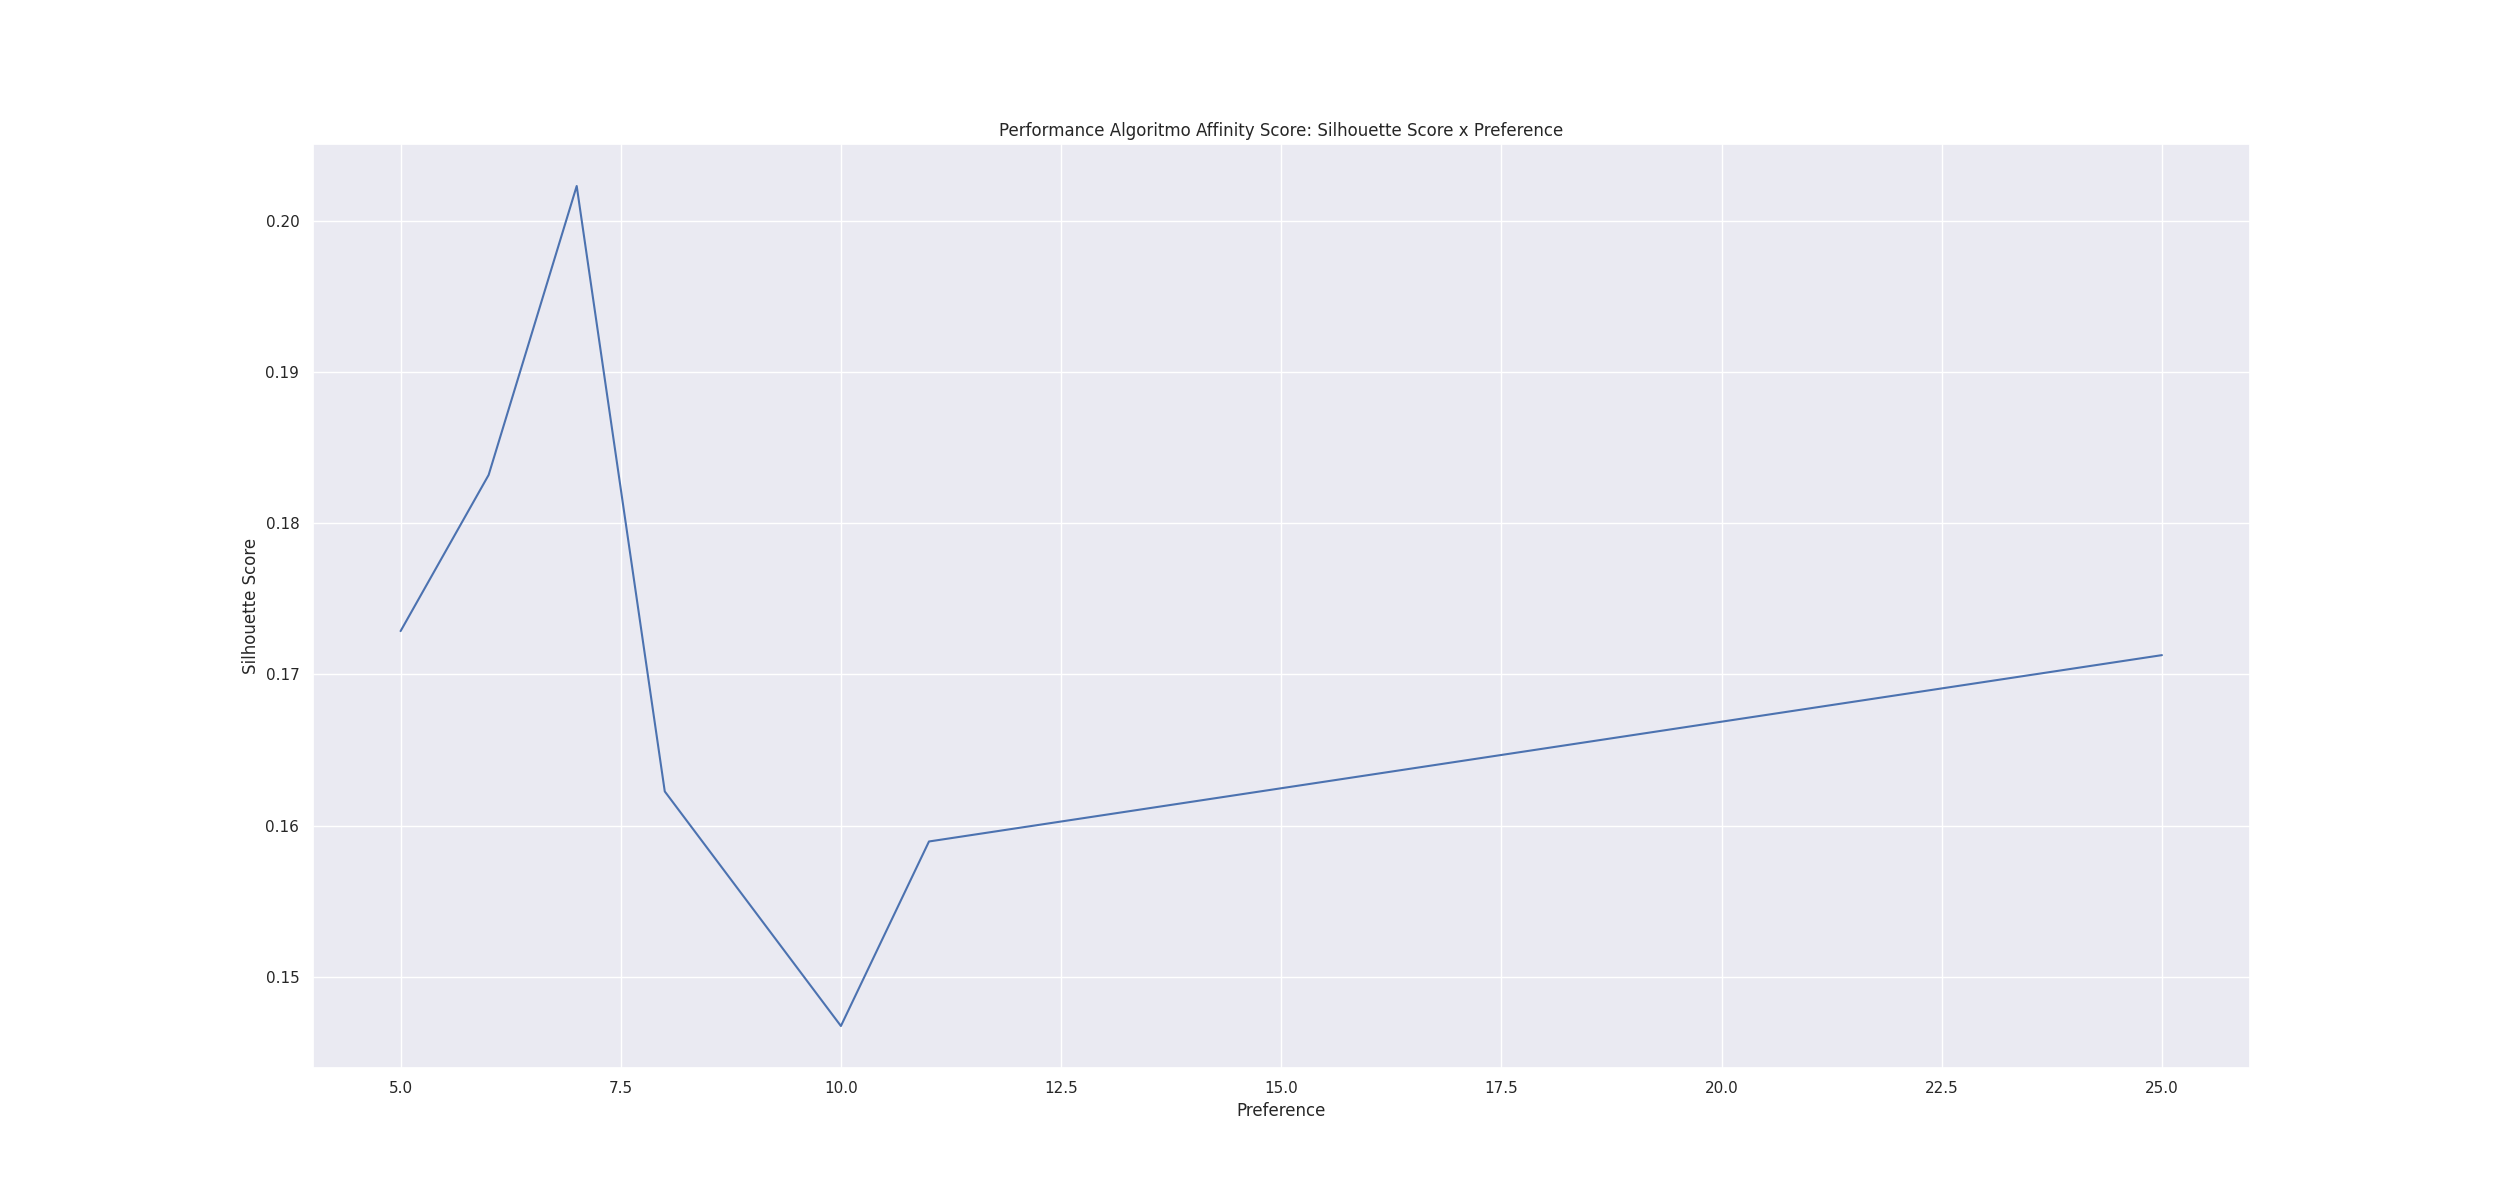 Performance Algoritmo Affinity Score: Silhouette Score x Preference
Silhouette Score
0.20
0.19
0.18
0.17
0.16
0.15
5.0 7.5 10.0 12.5 15.0 17.5 20.0 22.5 25.0
Preference